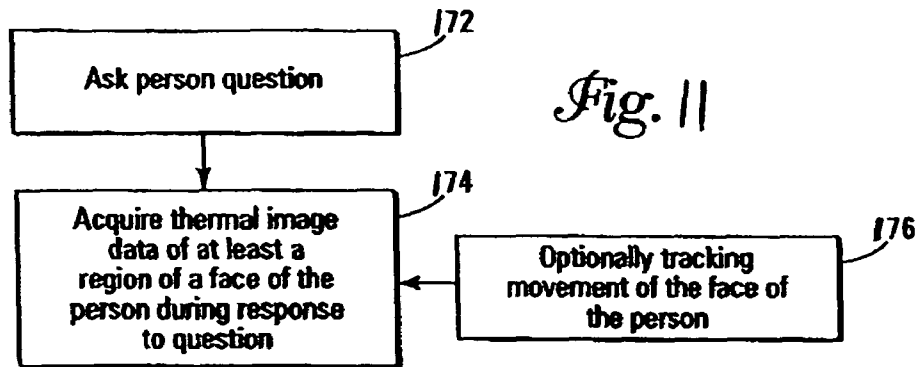 172
Ask person question
Fig. 11
174
Acquire thermal image
data of at least a
region of a face of the
person during response
to question
176
Optionally tracking
movement of the face of
the person